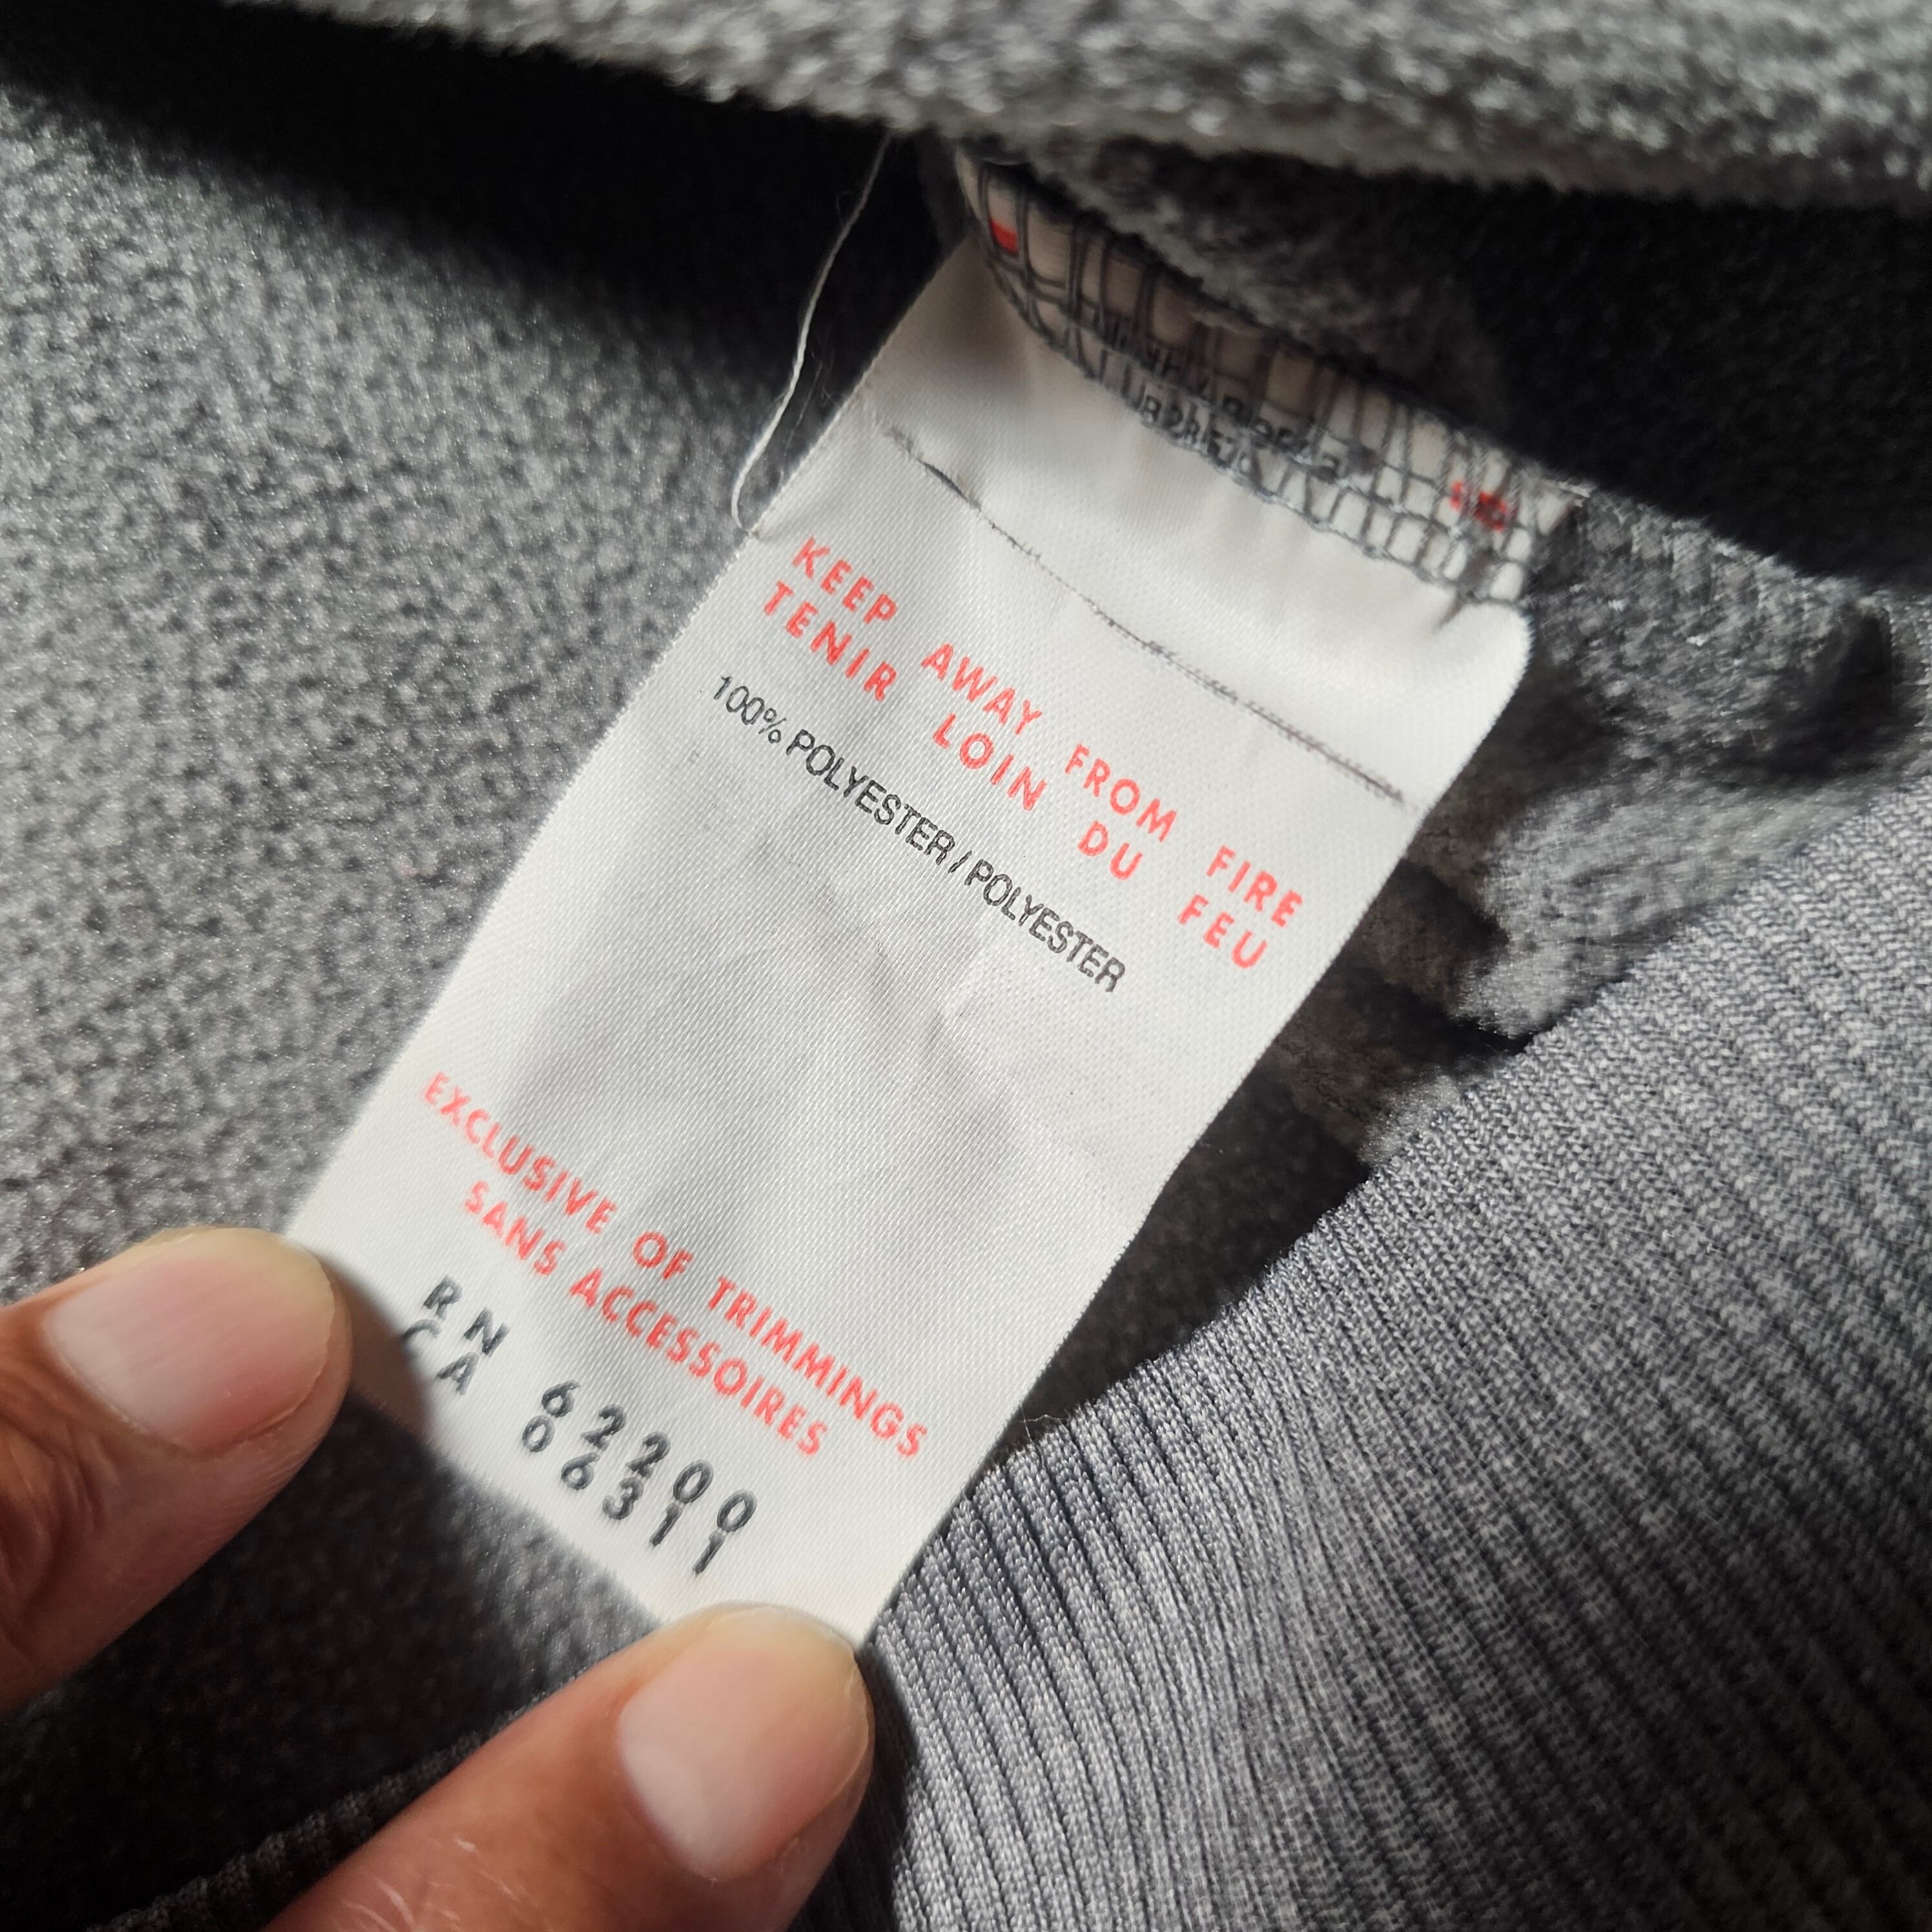 KEEP AWAY FROM FIRE
TENIR LOIN DU FEU
100% POLYESTER / POLYESTER
EXCLUSIVE OF TRIMMINGS
SANS ACCESSOIRES
RN 62200
CA 06311